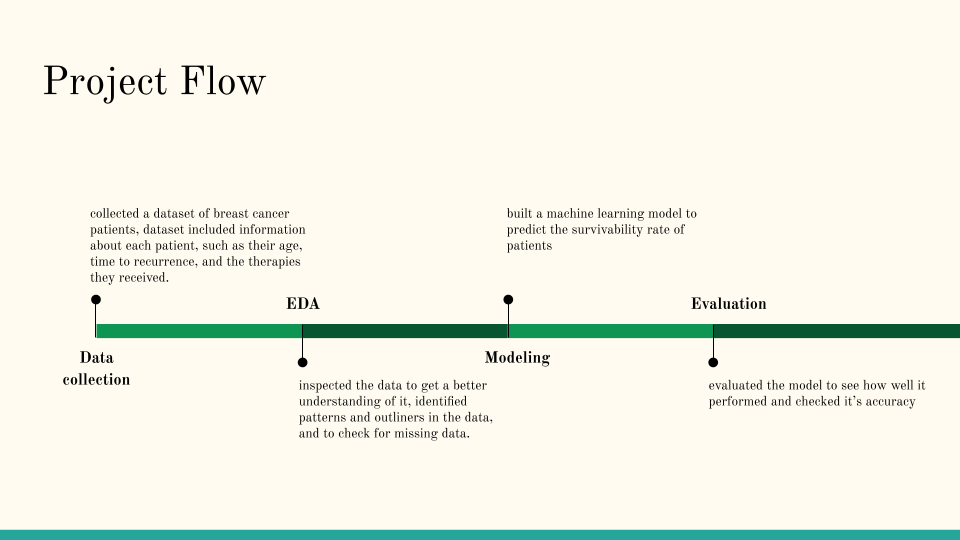 Project Flow
collected a dataset of breast cancer
patients, dataset included information
about each patient, such as their age,
time to recurrence, and the therapies
they received.
Data
collection
EDA
inspected the data to get a better
understanding of it, identified
patterns and outliners in the data,
and to check for missing data.
built a machine learning model to
predict the survivability rate of
patients
Modeling
Evaluation
evaluated the model to see how well it
performed and checked it's accuracy